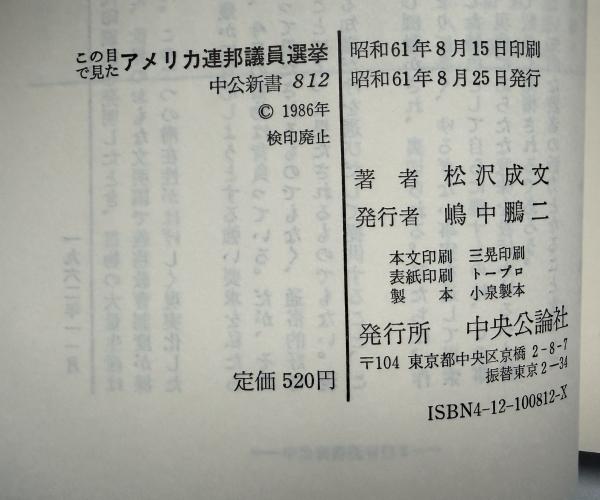 この目で見たアメリカ連邦議員選挙
中公新書 812
© 1986年
検印廃止
定価 520円
昭和61年8月15日印刷
昭和61年8月25日発行
著者 松沢成文
発行者 嶋中鵬二
本文印刷 三晃印刷
表紙印刷 トープロ
製本 小泉製本
発行所 中央公論社
〒104 東京都中央区京橋 2-8-7
振替東京 2-34
ISBN4-12-100812-X